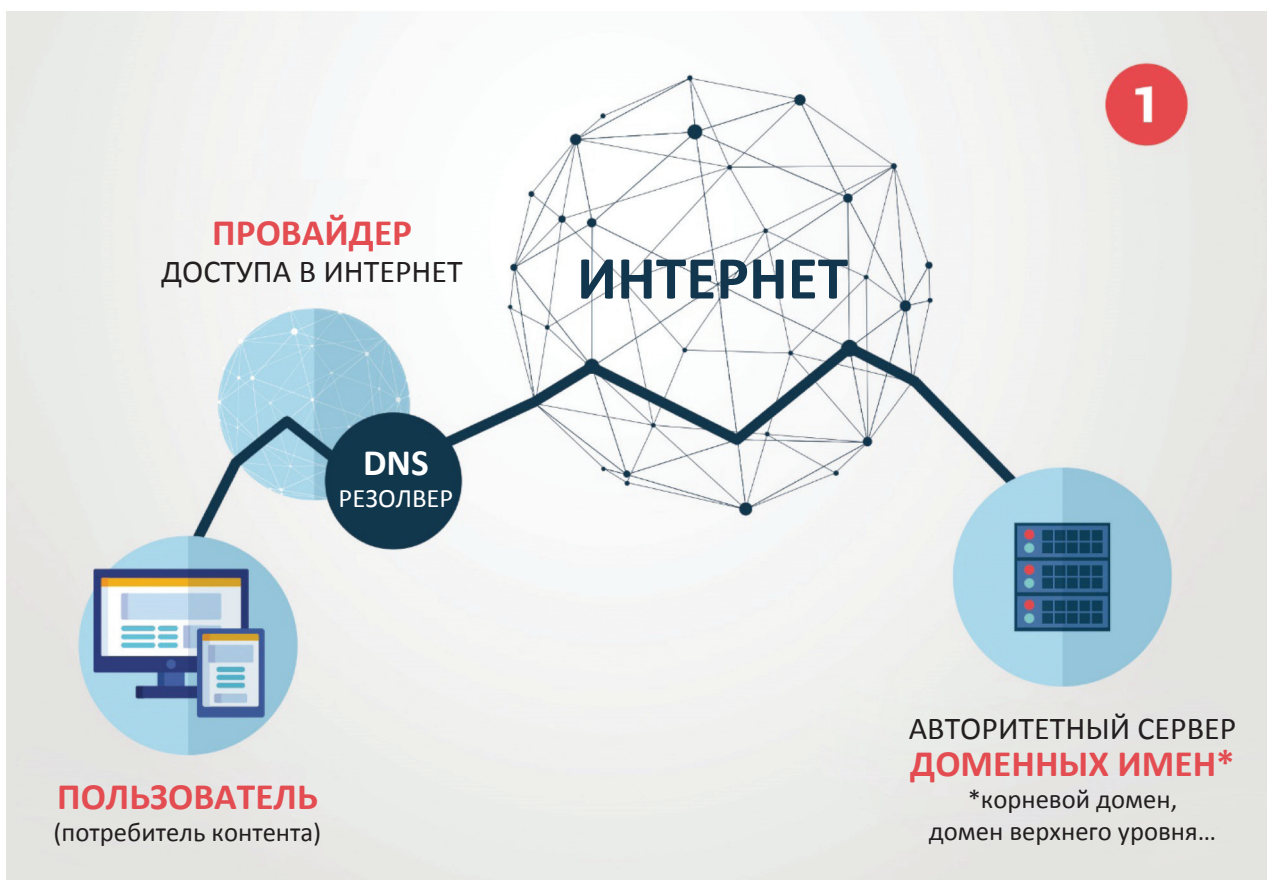 1
ПРОВАЙДЕР
ДОСТУПА В ИНТЕРНЕТ
ИНТЕРНЕТ
DNS
РЕЗОЛВЕР
ПОЛЬЗОВАТЕЛЬ
(потребитель контента)
АВТОРИТЕТНЫЙ СЕРВЕР
ДОМЕННЫХ ИМЕН*
*корневой домен,
домен верхнего уровня...